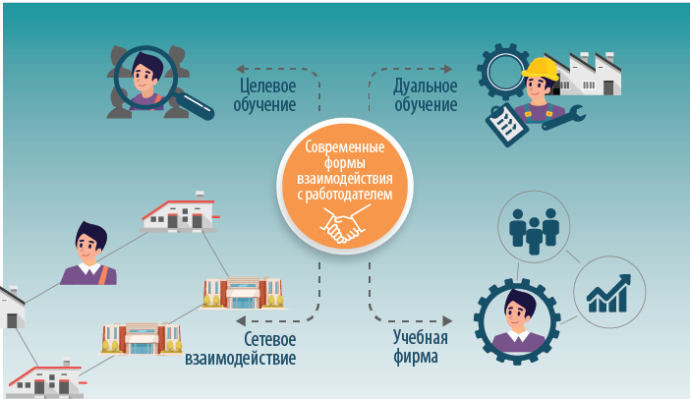 Целевое
обучение
Дуальное
обучение
Современные
формы
взаимодействия
с работодателем
Сетевое
взаимодействие
Учебная
фирма